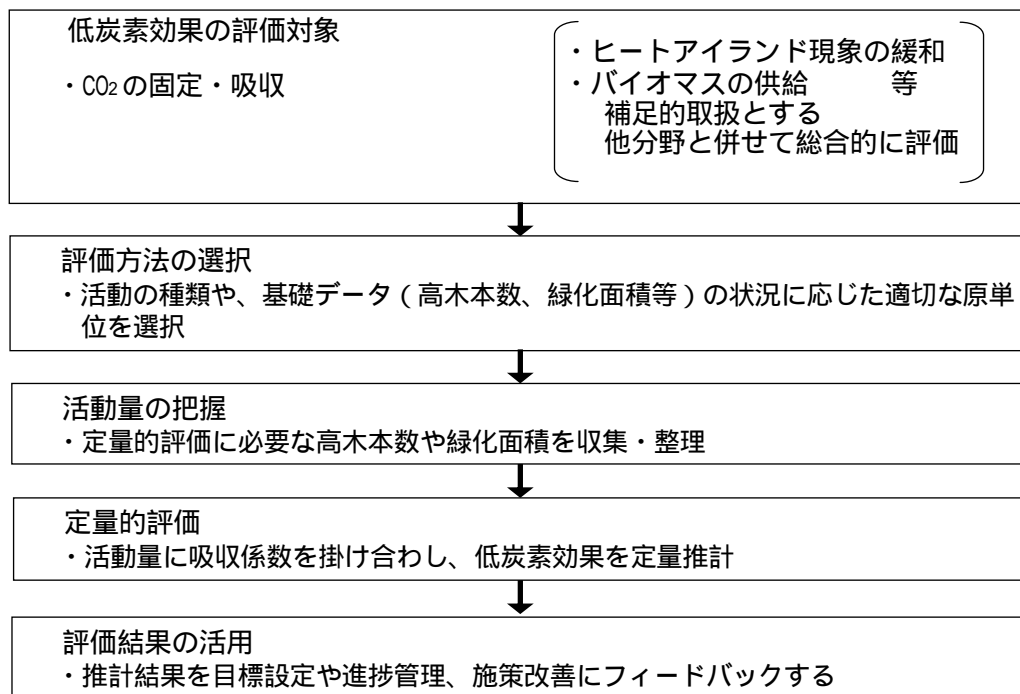 低炭素効果の評価対象
・CO2の固定・吸収
・ヒートアイランド現象の緩和
・バイオマスの供給　　　等
補足的取扱とする
他分野と併せて総合的に評価
評価方法の選択
・活動の種類や、基礎データ（高木本数、緑化面積等）の状況に応じた適切な原単
位を選択
活動量の把握
・定量的評価に必要な高木本数や緑化面積を収集・整理
定量的評価
・活動量に吸収係数を掛け合わし、低炭素効果を定量推計
評価結果の活用
・推計結果を目標設定や進捗管理、施策改善にフィードバックする